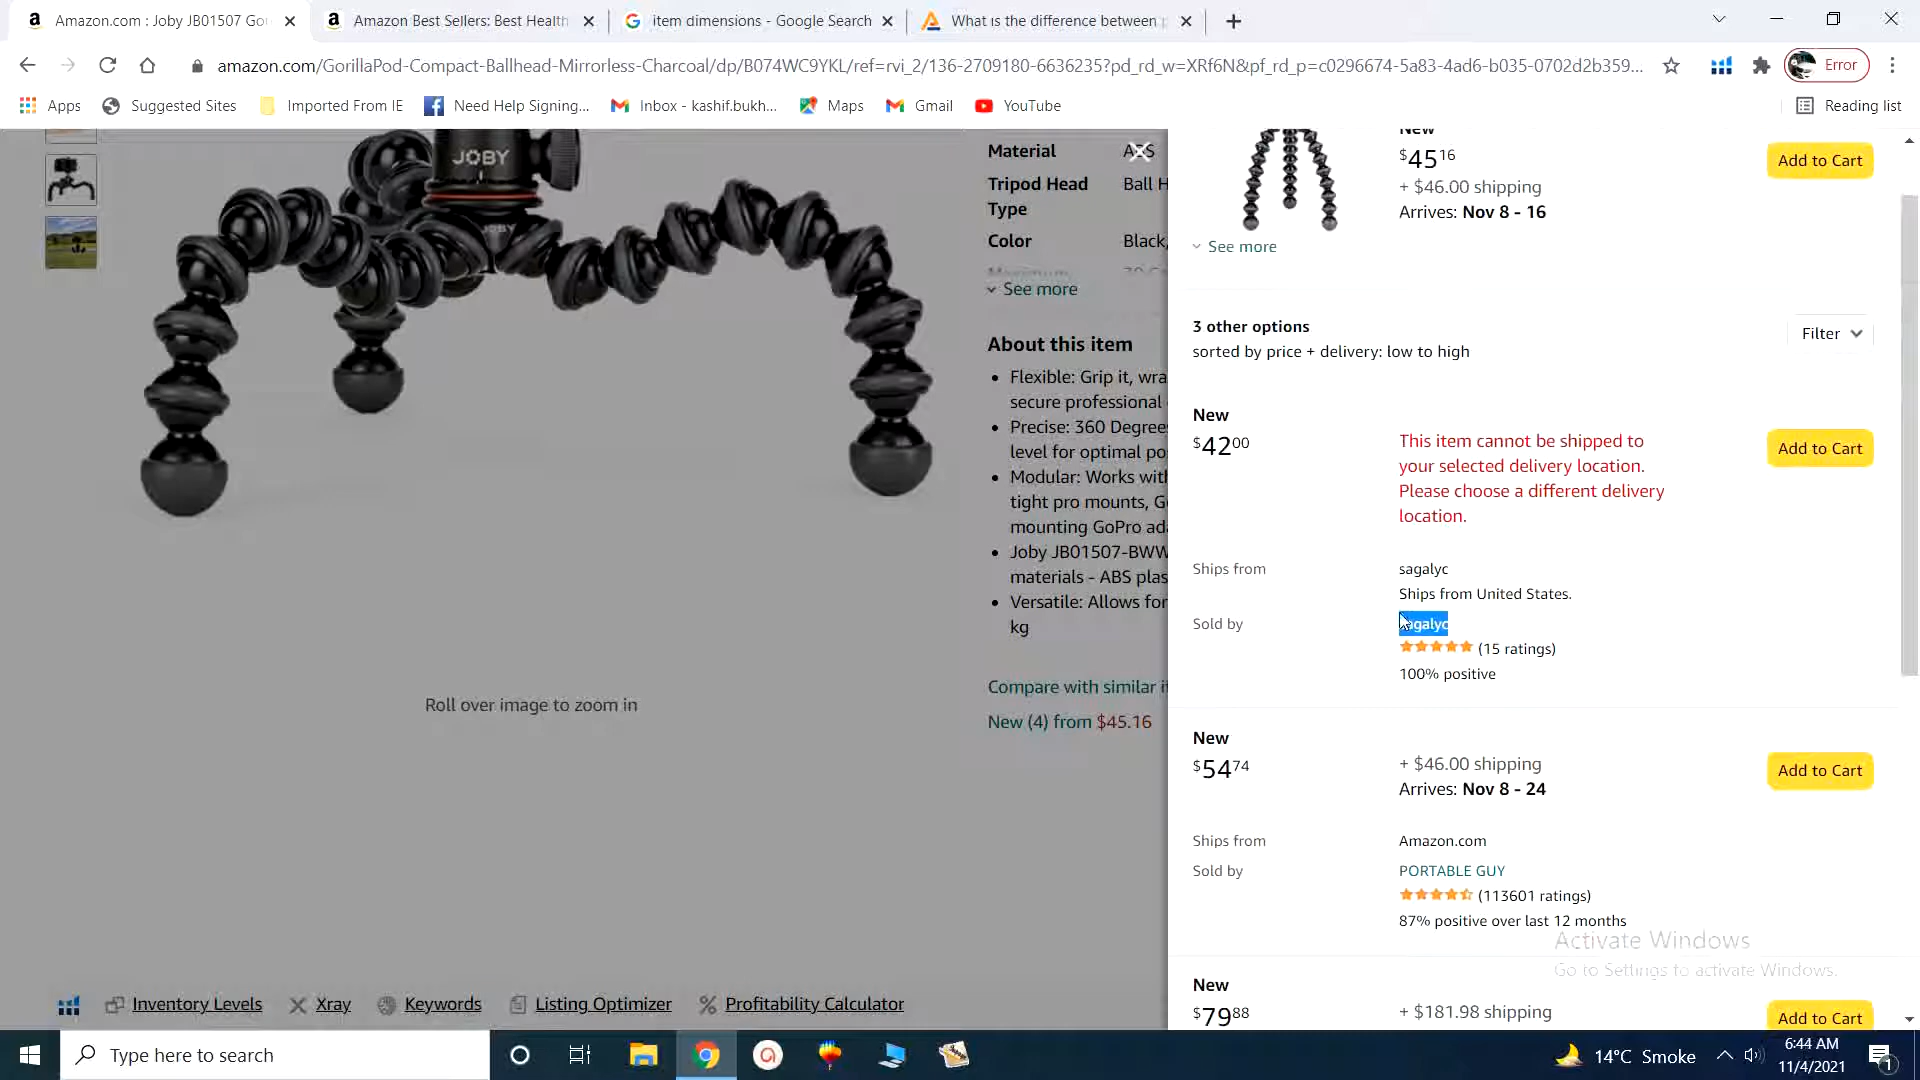 Amazon.com : Joby JB01507 Go
Amazon Best Sellers: Best Health
item dimensions - Google Search
What is the difference between
amazon.com/GorillaPod-Compact-Ballhead-Mirrorless-Charcoal/dp/B074WC9YKL/ref=rvi_2/136-2709180-6636235?pd_rd_w=XRf6N&pf_rd_p=c0296674-5a83-4ad6-b035-0702d2b359...
Error
Apps
Suggested Sites
Imported From IE
Need Help Signing...
Inbox - kashif.bukh...
Maps
Gmail
YouTube
Reading list
JOBY
JOBY
Material
Tripod Head
Type
Ball H
Color
Black,
See more
About this item
Flexible: Grip it, wra
secure professional
Precise: 360 Degrees
level for optimal po
Modular: Works wit
tight pro mounts, G
mounting GoPro ad
Joby JB01507-BWW
materials - ABS plas
Versatile: Allows for
kg
Compare with similar i
New (4) from $45.16
Roll over image to zoom in
Inventory Levels
Xray
Keywords
Listing Optimizer
Profitability Calculator
New
$45 16
+ $46.00 shipping
Arrives: Nov 8 - 16
Add to Cart
See more
3 other options
sorted by price + delivery: low to high
Filter
New
$42 00
This item cannot be shipped to
your selected delivery location.
Please choose a different delivery
location.
Add to Cart
Ships from
sagalyc
Ships from United States.
Sold by
sagalyc
(15 ratings)
100% positive
New
$54 74
+ $46.00 shipping
Arrives: Nov 8 - 24
Add to Cart
Ships from
Amazon.com
Sold by
PORTABLE GUY
(113601 ratings)
87% positive over last 12 months
Activate Windows
Go to Settings to activate Windows.
New
$79 88
+ $181.98 shipping
Add to Cart
Type here to search
14°C Smoke
6:44 AM
11/4/2021
1